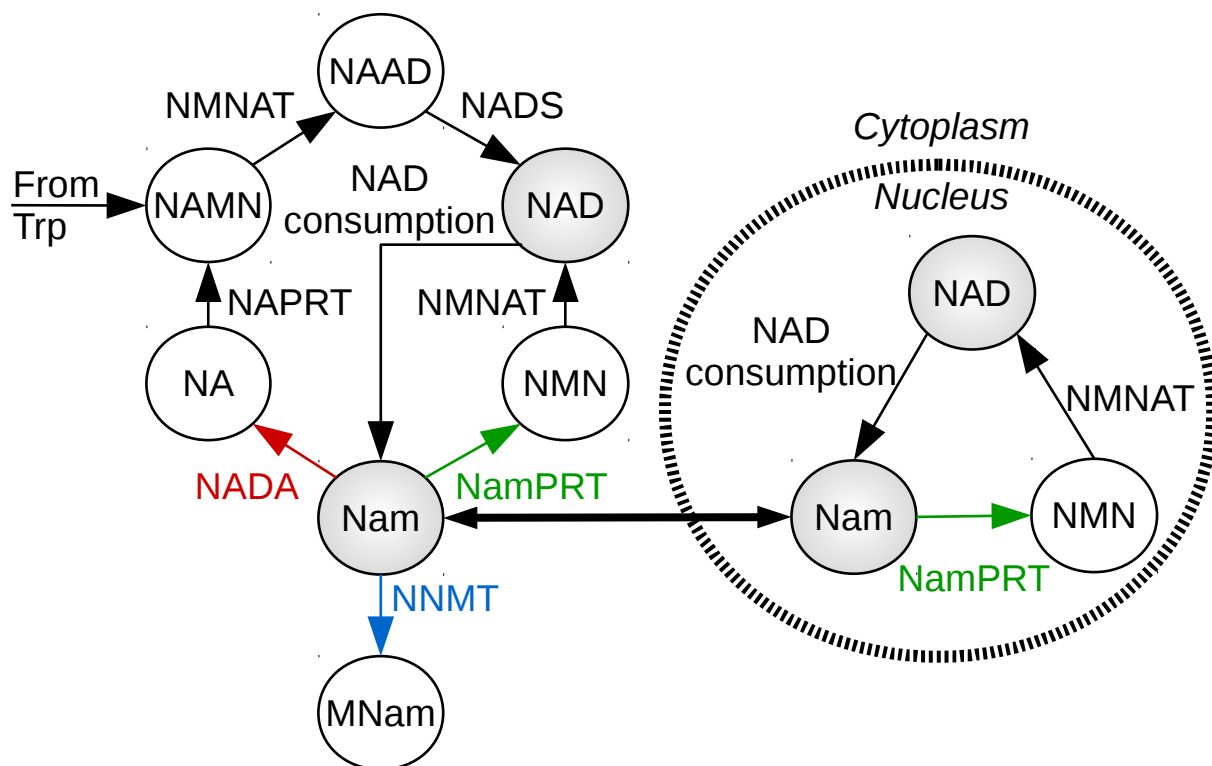 NAAD
NMNAT
NADS
Cytoplasm
From
Trp
NAMN
NAD
consumption
NAD
Nucleus
NAPRT
NMNAT
NAD
NAD
consumption
NA
NMN
NMNAT
NADA
NamPRT
Nam
Nam
NMN
NamPRT
NNMT
MNam